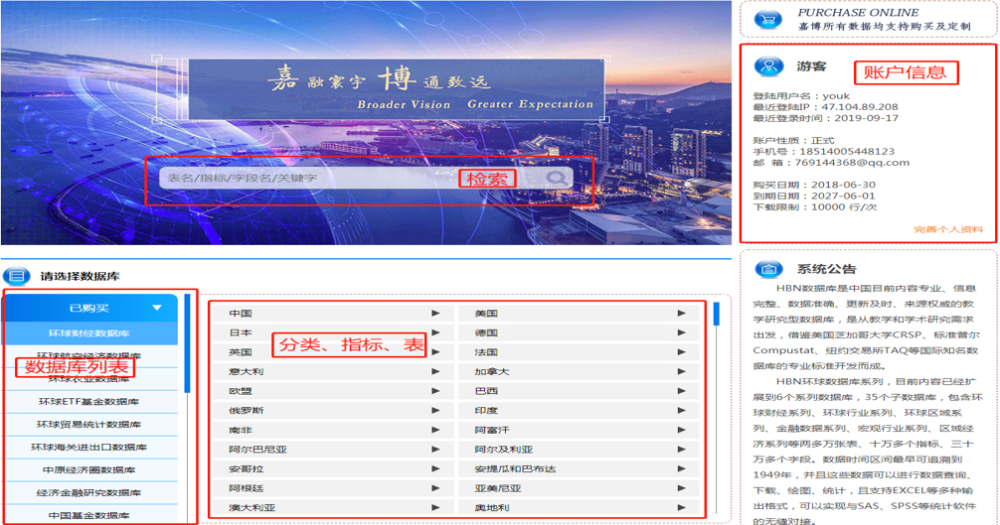 嘉 融寰宇 博 通致远
Broader Vision Greater Expectation
表名/指标/字段名/关键字
检索
PURCHASE ONLINE
嘉博所有数据均支持购买及定制
游客
账户信息
登陆用户名：youk
最近登陆IP：47.104.89.208
最近登录时间：2019-09-17
账户性质：正式
手机号：18514005448123
邮 箱：769144368@qq.com
购买日期：2018-06-30
到期日期：2027-06-01
下载限制：10000 行/次
完善个人资料
请选择数据库
已购买
环球财经数据库
环球航空经济数据库
数据库列表
环球农业数据库
环球ETF基金数据库
环球贸易统计数据库
环球海关进出口数据库
中原经济圈数据库
经济金融研究数据库
中国基金数据库
中国 美国
日本 德国
分类、指标、表
英国 法国
意大利 加拿大
欧盟 巴西
俄罗斯 印度
南非 阿富汗
阿尔巴尼亚 阿尔及利亚
安哥拉 安提瓜和巴布达
阿根廷 亚美尼亚
澳大利亚 奥地利
系统公告
HBN数据库是中国目前内容专业、信息
完整、数据准确、更新及时、来源权威的教
学研究型数据库，是从教学和学术研究需求
出发，借鉴美国芝加哥大学CRSP、标准普尔
Compustat、纽约交易所TAQ等国际知名数
据库的专业标准开发而成。
HBN环球数据库系列，目前内容已经扩
展到6个系列数据库，35个子数据库，包含环
球财经系列、环球行业系列、环球区域系
列、金融数据系列、宏观行业系列、区域经
济系列等两多万张表、十万多个指标、三十
万多个字段。数据时间区间最早可追溯到
1949年，并且这些数据可以进行数据查询、
下载、绘图、统计，且支持EXCEL等多种输
出格式，可以实现与SAS、SPSS等统计软件
的无缝对接。